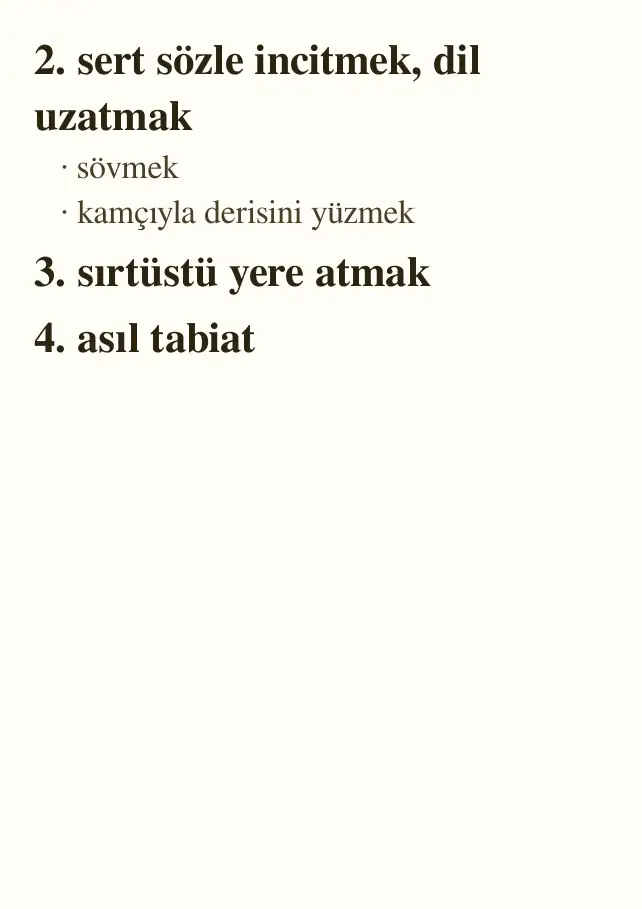 2. sert sözle incitmek, dil
uzatmak
· sövmek
· kamçıyla derisini yüzmek
3. sırtüstü yere atmak
4. asıl tabiat